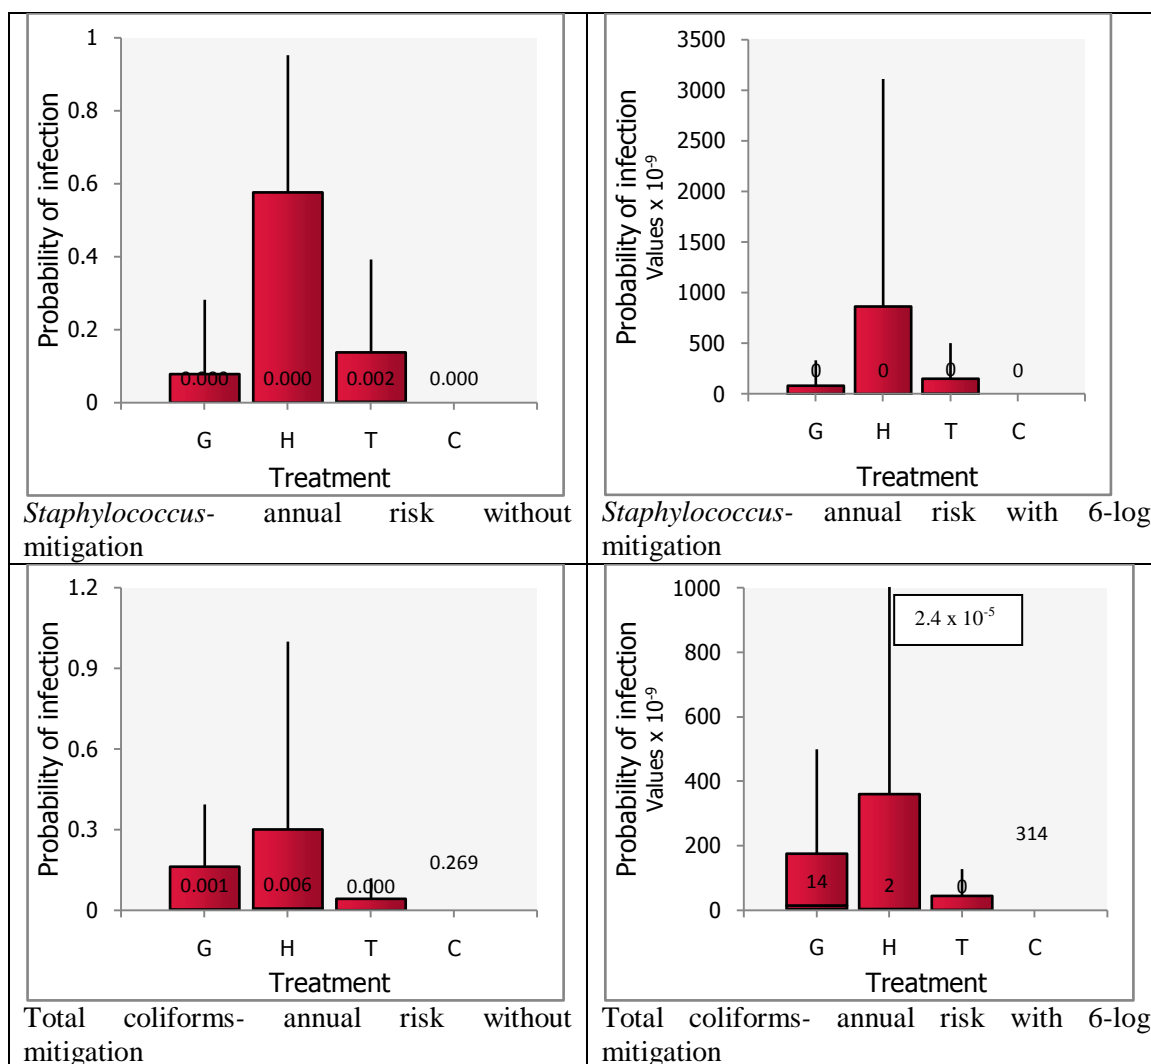 1
0.8
0.6
0.4
0.2
0
Probability of infection
0.000
0.000
0.002
0.000
G H T C
Treatment
Staphylococcus- annual risk without
mitigation
3500
3000
2500
2000
1500
1000
500
0
Probability of infection
Values x 10-9
0
0
0
0
G H T C
Treatment
Staphylococcus- annual risk with 6-log
mitigation
1.2
0.9
0.6
0.3
0
Probability of infection
0.001
0.006
0.000
0.269
G H T C
Treatment
Total coliforms- annual risk without
mitigation
1000
800
600
400
200
0
Probability of infection
Values x 10-9
2.4 x 10-5
14
2
0
314
G H T C
Treatment
Total coliforms- annual risk with 6-log
mitigation